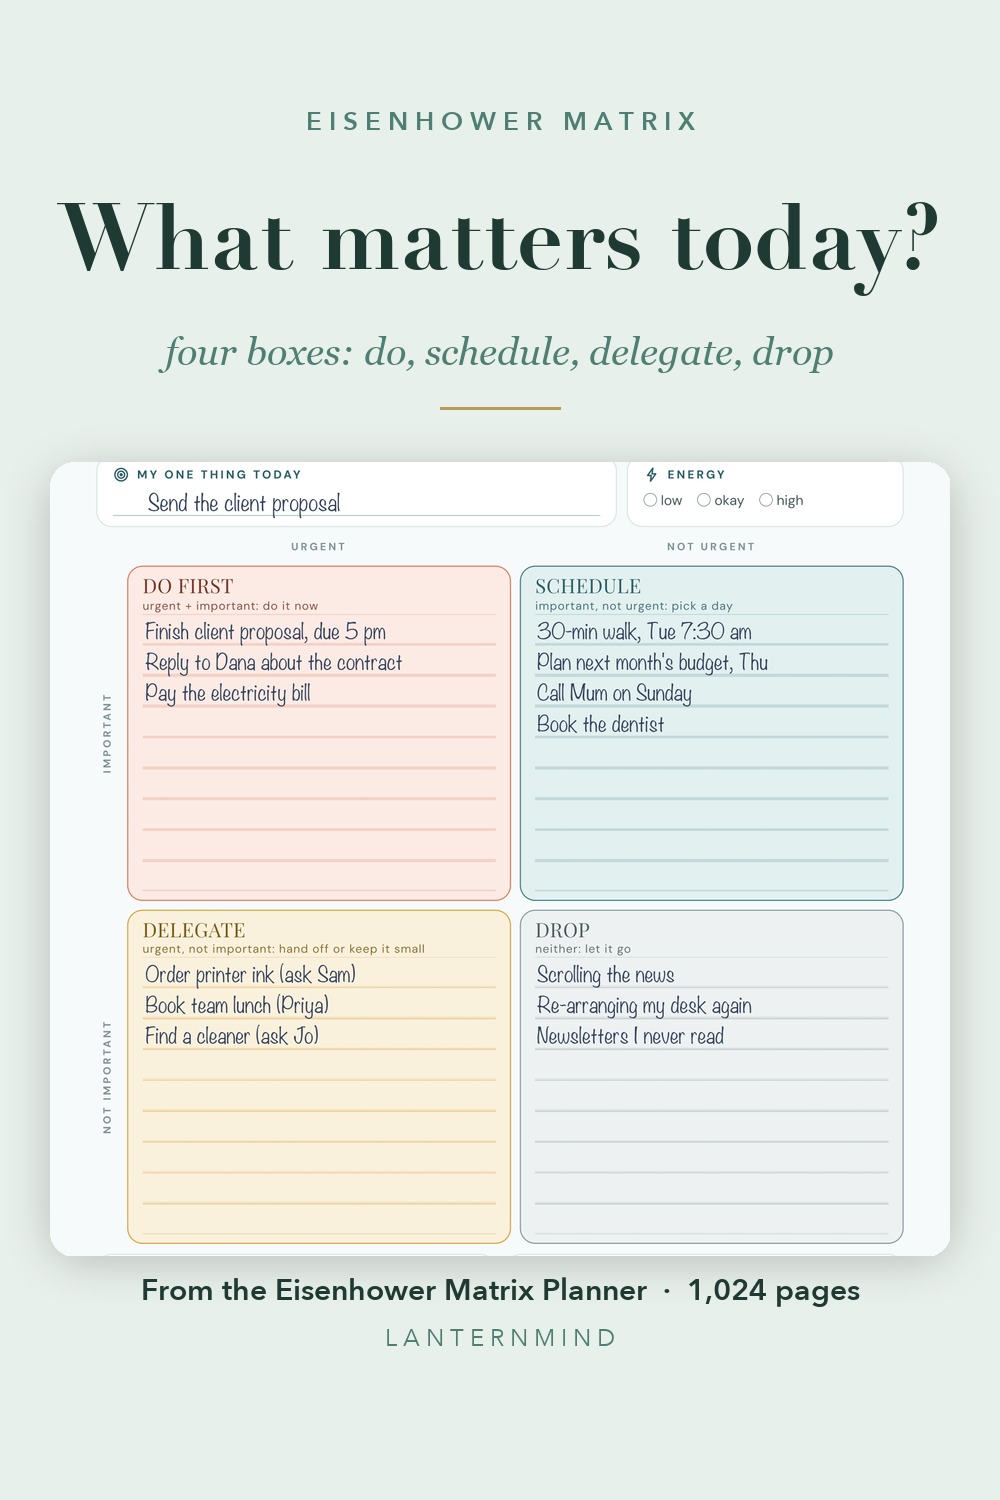 EISENHOWER MATRIX
What matters today?
four boxes: do, schedule, delegate, drop
MY ONE THING TODAY
Send the client proposal
ENERGY
low okay high
URGENT
NOT URGENT
IMPORTANT
DO FIRST
urgent + important: do it now
Finish client proposal, due 5 pm
Reply to Dana about the contract
Pay the electricity bill
SCHEDULE
important, not urgent: pick a day
30-min walk, Tue 7:30 am
Plan next month's budget, Thu
Call Mum on Sunday
Book the dentist
NOT IMPORTANT
DELEGATE
urgent, not important: hand off or keep it small
Order printer ink (ask Sam)
Book team lunch (Priya)
Find a cleaner (ask Jo)
DROP
neither: let it go
Scrolling the news
Re-arranging my desk again
Newsletters I never read
From the Eisenhower Matrix Planner · 1,024 pages
LANTERNMIND